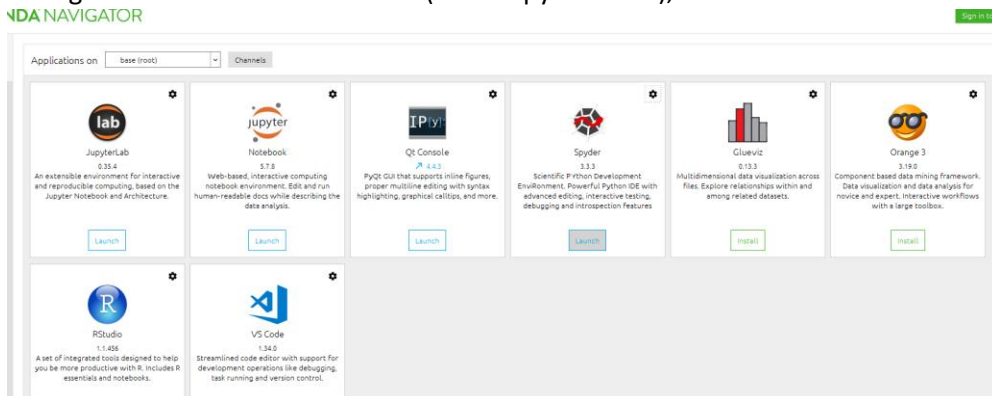 NDA NAVIGATOR
Sign in to
Applications on base (root) Channels
lab
JupyterLab
0.35.4
An extensible environment for interactive
and reproducible computing, based on the
Jupyter Notebook and Architecture.
Launch
jupyter
Notebook
5.7.8
Web-based, interactive computing
notebook environment. Edit and run
human-readable docs while describing the
data analysis.
Launch
IP[y]:
Qt Console
4.4.3
PyQt GUI that supports inline figures,
proper multiline editing with syntax
highlighting, graphical calltips, and more.
Launch
Spyder
3.3.3
Scientific PYthon Development
EnviRonment. Powerful Python IDE with
advanced editing, interactive testing,
debugging and introspection features
Launch
Glueviz
0.13.3
Multidimensional data visualization across
files. Explore relationships within and
among related datasets.
Install
Orange 3
3.19.0
Component based data mining framework.
Data visualization and data analysis for
novice and expert. Interactive workflows
with a large toolbox.
Install
R
RStudio
1.1.456
A set of integrated tools designed to help
you be more productive with R. Includes R
essentials and notebooks.
VS Code
1.34.0
Streamlined code editor with support for
development operations like debugging,
task running and version control.